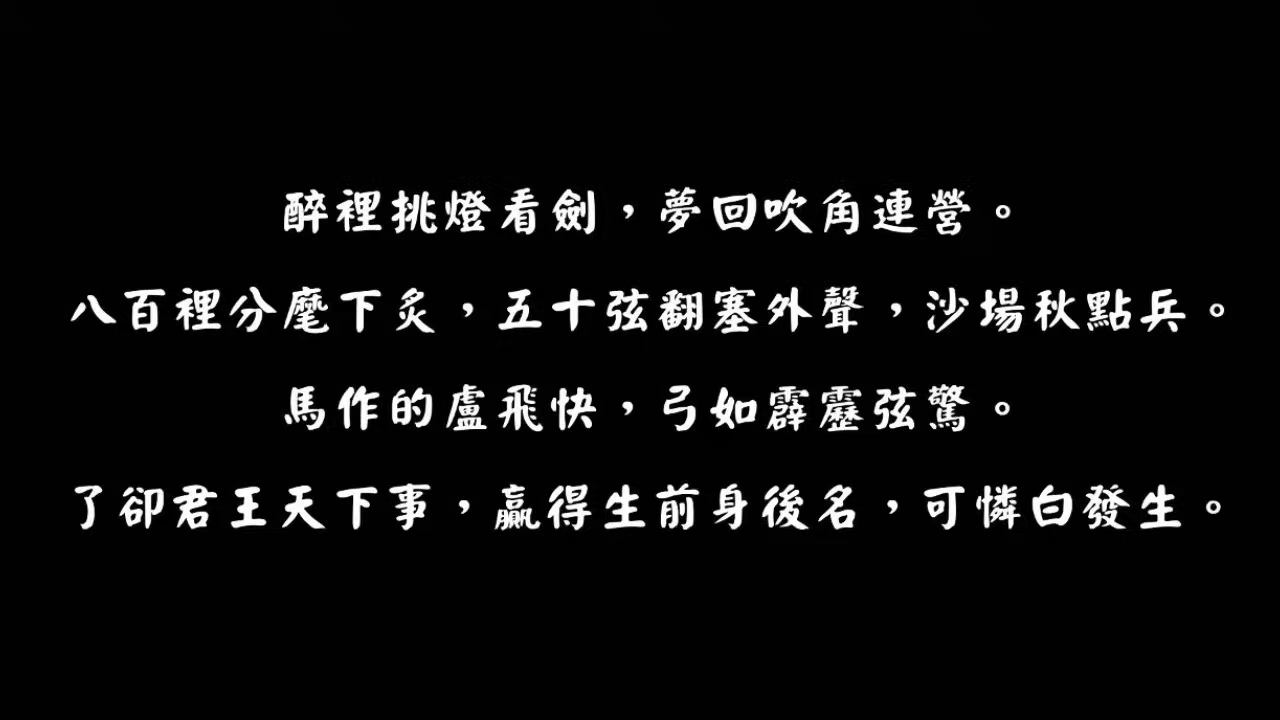 醉裡挑燈看劍，夢回吹角連營。
八百裡分麾下炙，五十弦翻塞外聲，沙場秋點兵。
馬作的盧飛快，弓如霹靂弦驚。
了卻君王天下事，贏得生前身後名，可憐白發生。